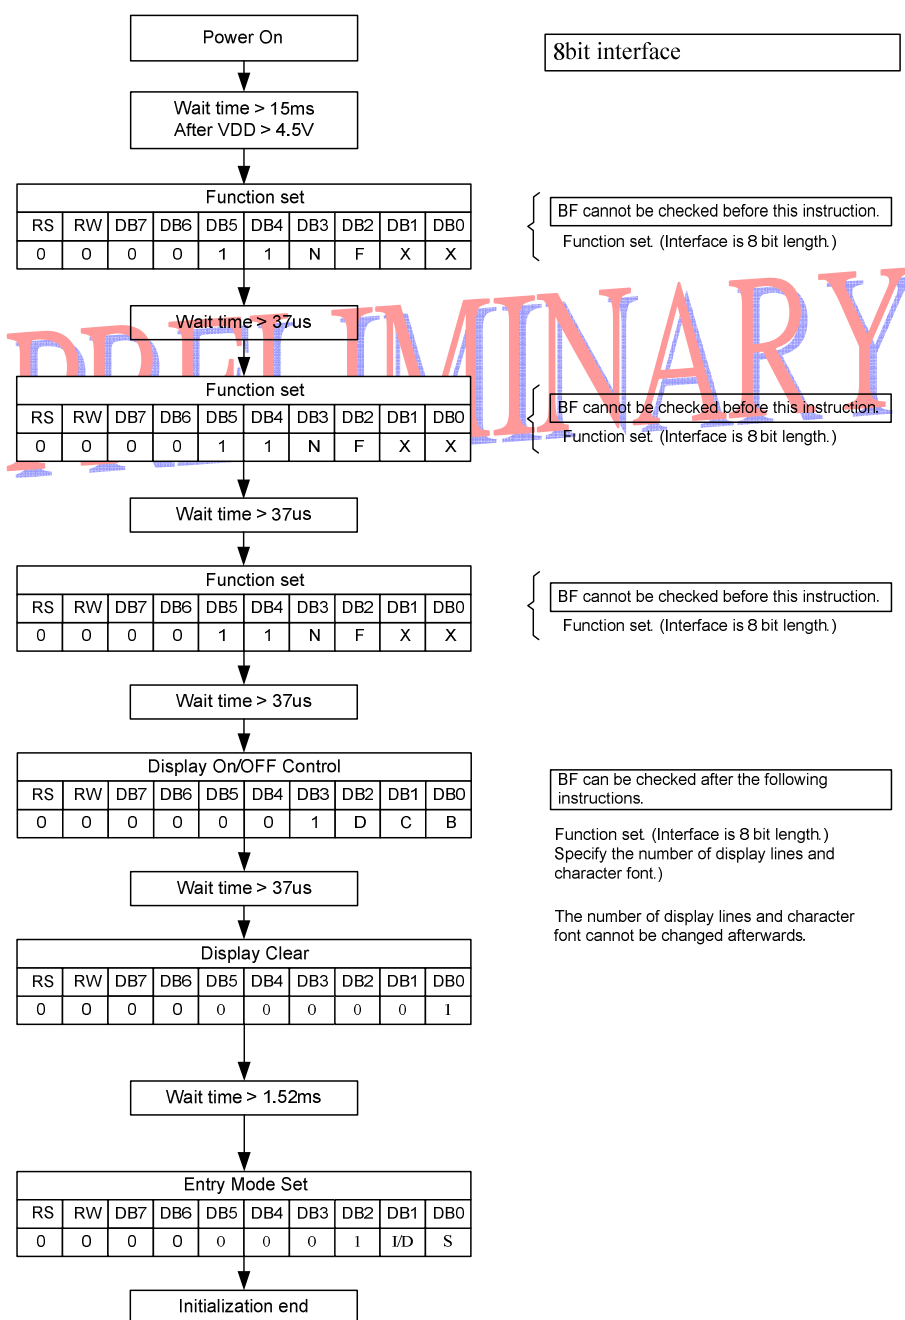 Power On
8bit interface
Wait time > 15ms
After VDD > 4.5V
Function set
RS RW DB7 DB6 DB5 DB4 DB3 DB2 DB1 DB0
0 0 0 0 1 1 N F X X
BF cannot be checked before this instruction.
Function set. (Interface is 8 bit length.)
Wait time > 37us
PRELIMINARY
Function set
RS RW DB7 DB6 DB5 DB4 DB3 DB2 DB1 DB0
0 0 0 0 1 1 N F X X
BF cannot be checked before this instruction.
Function set. (Interface is 8 bit length.)
Wait time > 37us
Function set
RS RW DB7 DB6 DB5 DB4 DB3 DB2 DB1 DB0
0 0 0 0 1 1 N F X X
BF cannot be checked before this instruction.
Function set. (Interface is 8 bit length.)
Wait time > 37us
Display On/OFF Control
RS RW DB7 DB6 DB5 DB4 DB3 DB2 DB1 DB0
0 0 0 0 0 0 1 D C B
BF can be checked after the following
instructions.
Function set. (Interface is 8 bit length.)
Specify the number of display lines and
character font.)
The number of display lines and character
font cannot be changed afterwards.
Wait time > 37us
Display Clear
RS RW DB7 DB6 DB5 DB4 DB3 DB2 DB1 DB0
0 0 0 0 0 0 0 0 0 1
Wait time > 1.52ms
Entry Mode Set
RS RW DB7 DB6 DB5 DB4 DB3 DB2 DB1 DB0
0 0 0 0 0 0 0 1 I/D S
Initialization end